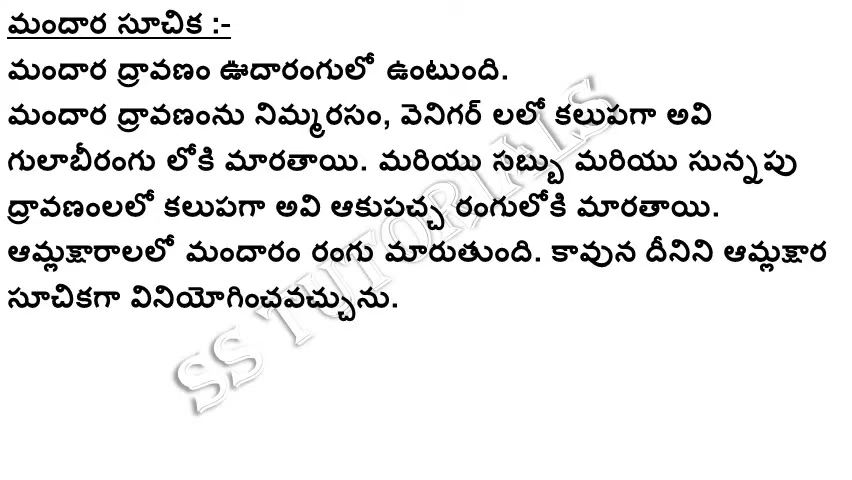 మందార సూచిక :-
మందార ద్రావణం ఊదారంగులో ఉంటుంది.
మందార ద్రావణంను నిమ్మరసం, వెనిగర్ లలో కలుపగా అవి
గులాబీరంగు లోకి మారతాయి. మరియు సబ్బు మరియు సున్నపు
ద్రావణంలలో కలుపగా అవి ఆకుపచ్చ రంగులోకి మారతాయి.
ఆమ్లక్షారాలలో మందారం రంగు మారుతుంది. కావున దీనిని ఆమ్లక్షార
సూచికగా వినియోగించవచ్చును.
SS TUTORIALS